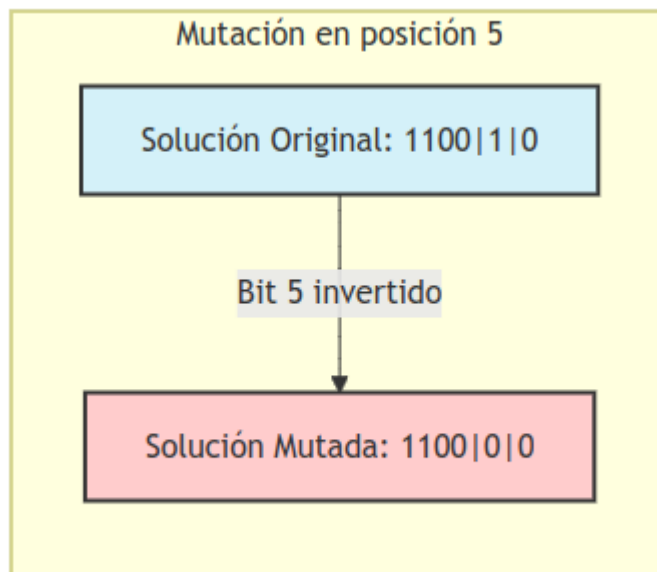 Mutación en posición 5
Solución Original: 1100|1|0
Bit 5 invertido
Solución Mutada: 1100|0|0